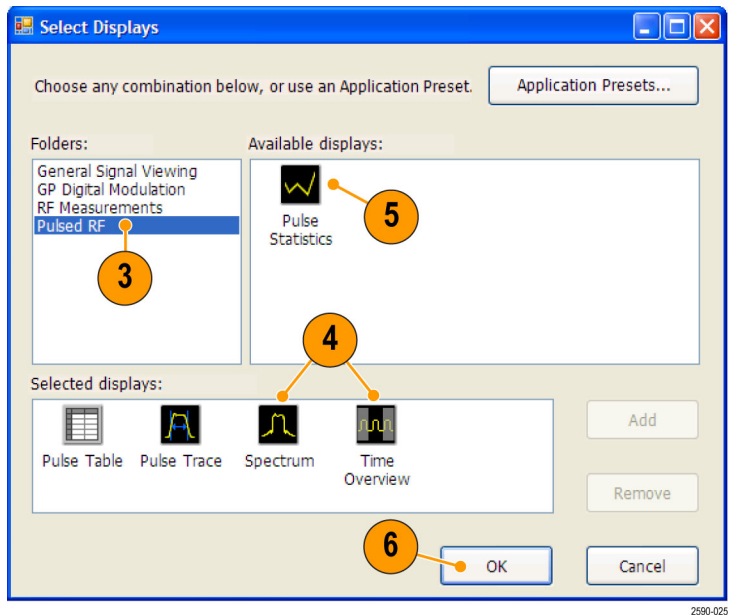 Select Displays
Choose any combination below, or use an Application Preset.
Application Presets...
Folders:
Available displays:
General Signal Viewing
GP Digital Modulation
RF Measurements
Pulsed RF
3
Pulse
Statistics
5
4
Selected displays:
Pulse Table
Pulse Trace
Spectrum
Time
Overview
Add
Remove
6
OK
Cancel
2590-025